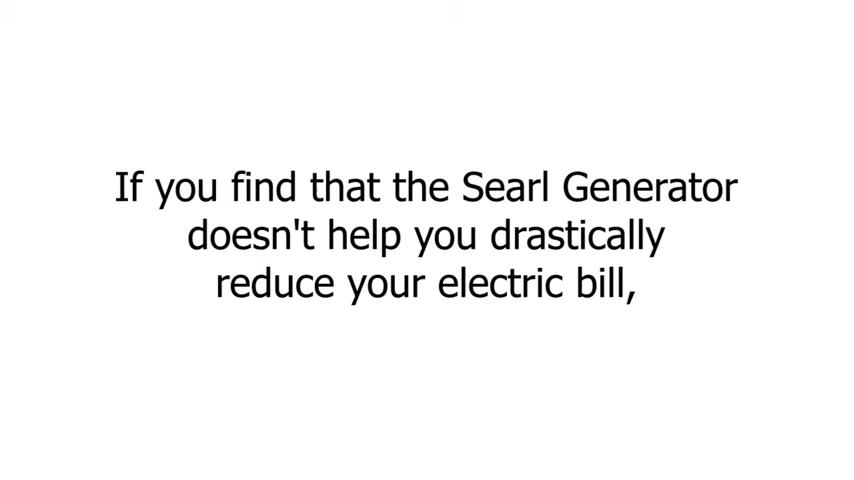 If you find that the Searl Generator
doesn't help you drastically
reduce your electric bill,